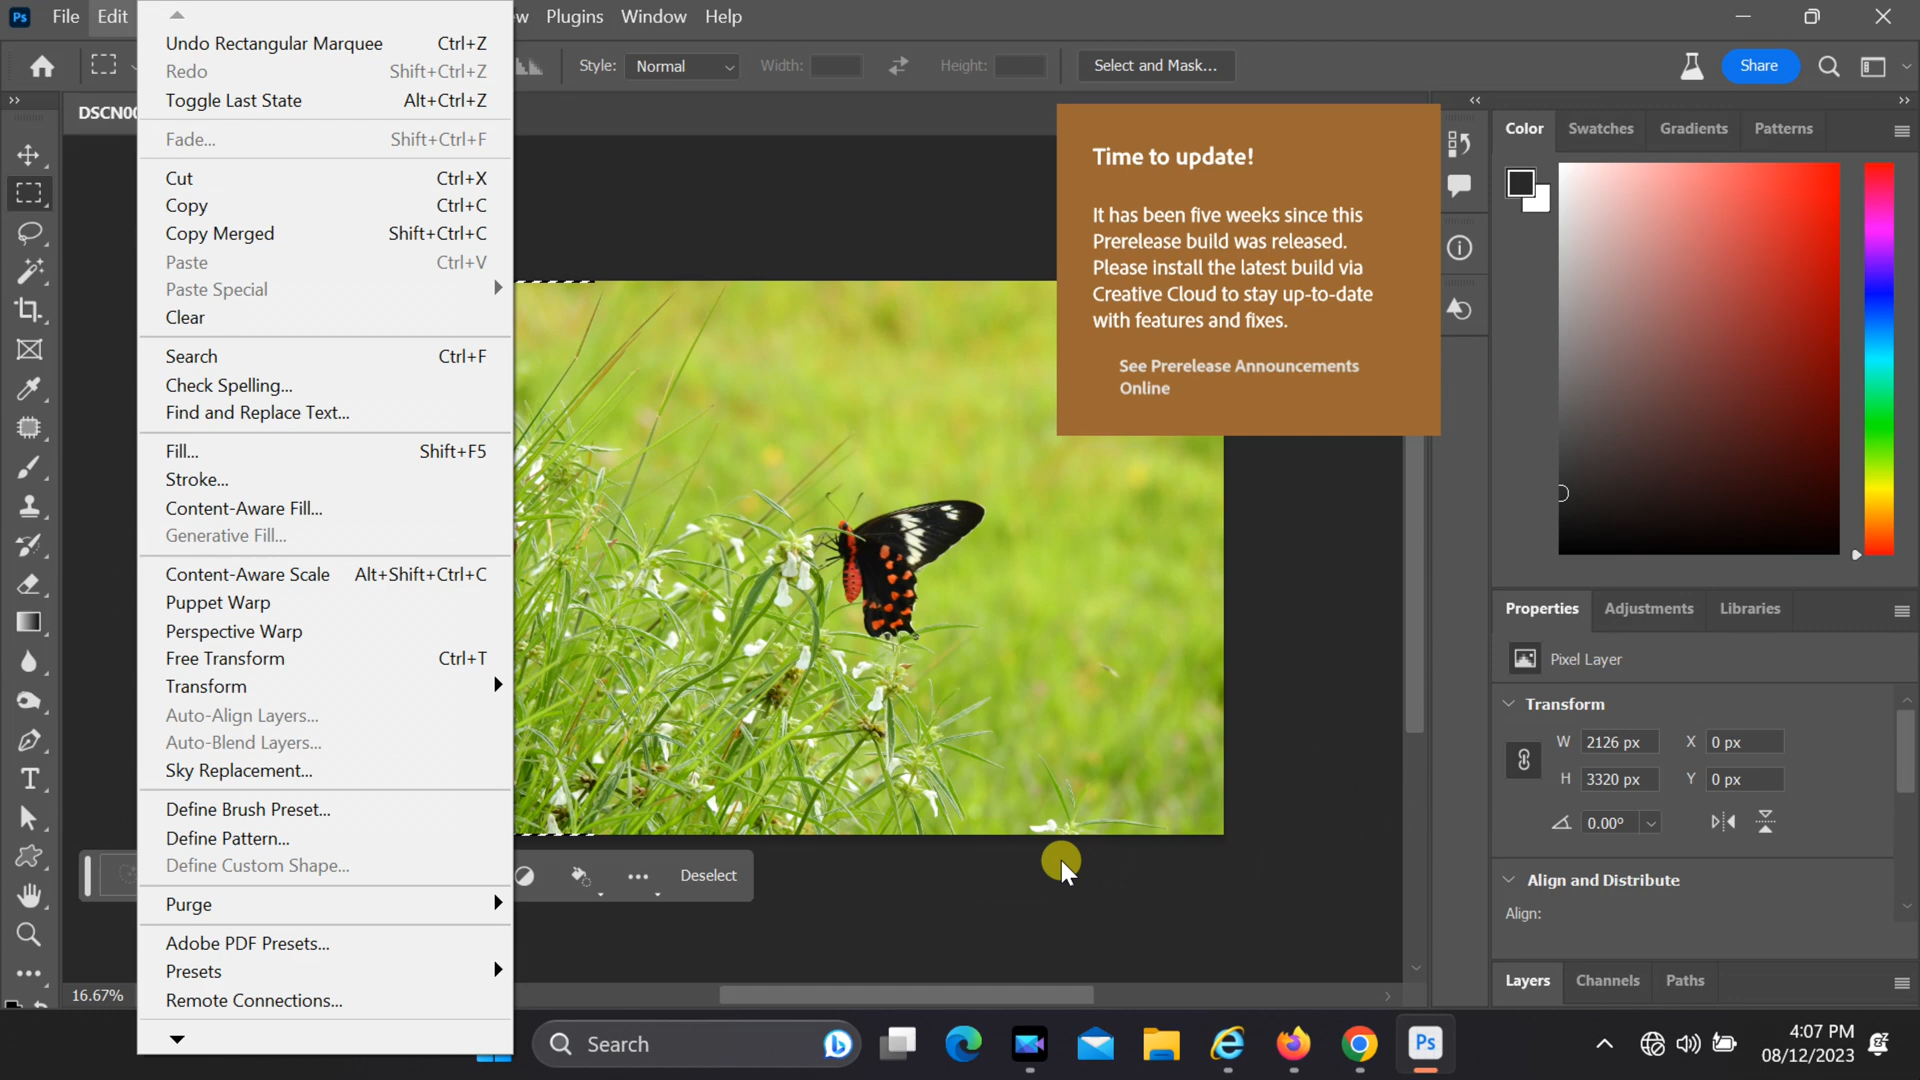 Ps File Edit w Plugins Window Help
Style: Normal Width: Height: Select and Mask... Share
DSCN00
Undo Rectangular Marquee Ctrl+Z
Redo Shift+Ctrl+Z
Toggle Last State Alt+Ctrl+Z
Fade... Shift+Ctrl+F
Cut Ctrl+X
Copy Ctrl+C
Copy Merged Shift+Ctrl+C
Paste Ctrl+V
Paste Special
Clear
Search Ctrl+F
Check Spelling...
Find and Replace Text...
Fill... Shift+F5
Stroke...
Content-Aware Fill...
Generative Fill...
Content-Aware Scale Alt+Shift+Ctrl+C
Puppet Warp
Perspective Warp
Free Transform Ctrl+T
Transform
Auto-Align Layers...
Auto-Blend Layers...
Sky Replacement...
Define Brush Preset...
Define Pattern...
Define Custom Shape...
Purge
Adobe PDF Presets...
Presets
Remote Connections...
Time to update!
It has been five weeks since this
Prerelease build was released.
Please install the latest build via
Creative Cloud to stay up-to-date
with features and fixes.
See Prerelease Announcements
Online
Deselect
16.67%
Color Swatches Gradients Patterns
Properties Adjustments Libraries
Pixel Layer
Transform
W 2126 px X 0 px
H 3320 px Y 0 px
0.00°
Align and Distribute
Align:
Layers Channels Paths
Search
Ps
4:07 PM
08/12/2023